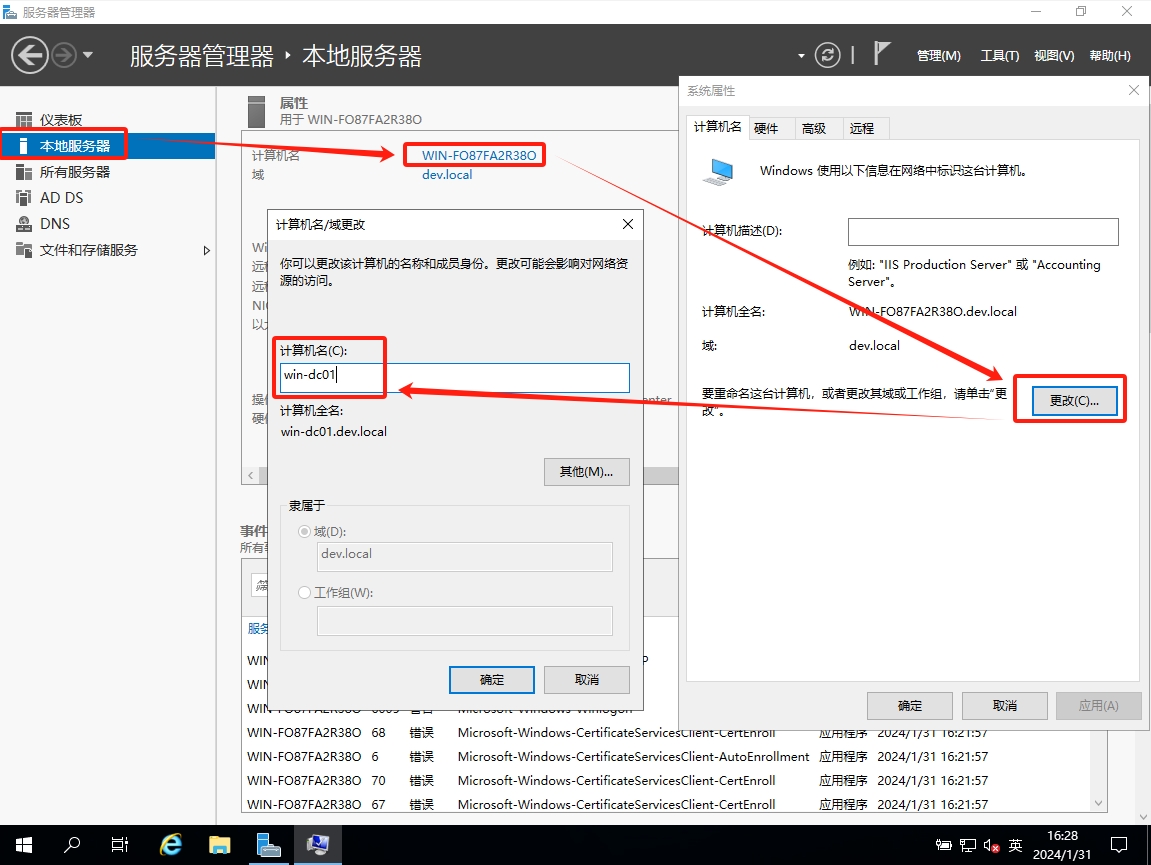 服务器管理器
服务器管理器 ‣ 本地服务器
管理(M) 工具(T) 视图(V) 帮助(H)
仪表板
本地服务器
所有服务器
AD DS
DNS
文件和存储服务
属性
用于 WIN-FO87FA2R38O
计算机名 WIN-FO87FA2R38O
域 dev.local
计算机名/域更改
你可以更改该计算机的名称和成员身份。更改可能会影响对网络资
源的访问。
计算机名(C):
win-dc01
计算机全名:
win-dc01.dev.local
其他(M)...
隶属于
域(D):
dev.local
工作组(W):
确定 取消
系统属性
计算机名 硬件 高级 远程
Windows 使用以下信息在网络中标识这台计算机。
计算机描述(D):
例如: "IIS Production Server" 或 "Accounting
Server"。
计算机全名: WIN-FO87FA2R38O.dev.local
域: dev.local
要重命名这台计算机，或者更改其域或工作组，请单击"更
改"。
更改(C)...
确定 取消 应用(A)
事件
WIN-FO87FA2R38O 68 错误 Microsoft-Windows-CertificateServicesClient-CertEnroll 应用程序 2024/1/31 16:21:57
WIN-FO87FA2R38O 6 错误 Microsoft-Windows-CertificateServicesClient-AutoEnrollment 应用程序 2024/1/31 16:21:57
WIN-FO87FA2R38O 70 错误 Microsoft-Windows-CertificateServicesClient-CertEnroll 应用程序 2024/1/31 16:21:57
WIN-FO87FA2R38O 67 错误 Microsoft-Windows-CertificateServicesClient-CertEnroll 应用程序 2024/1/31 16:21:57
英
16:28
2024/1/31